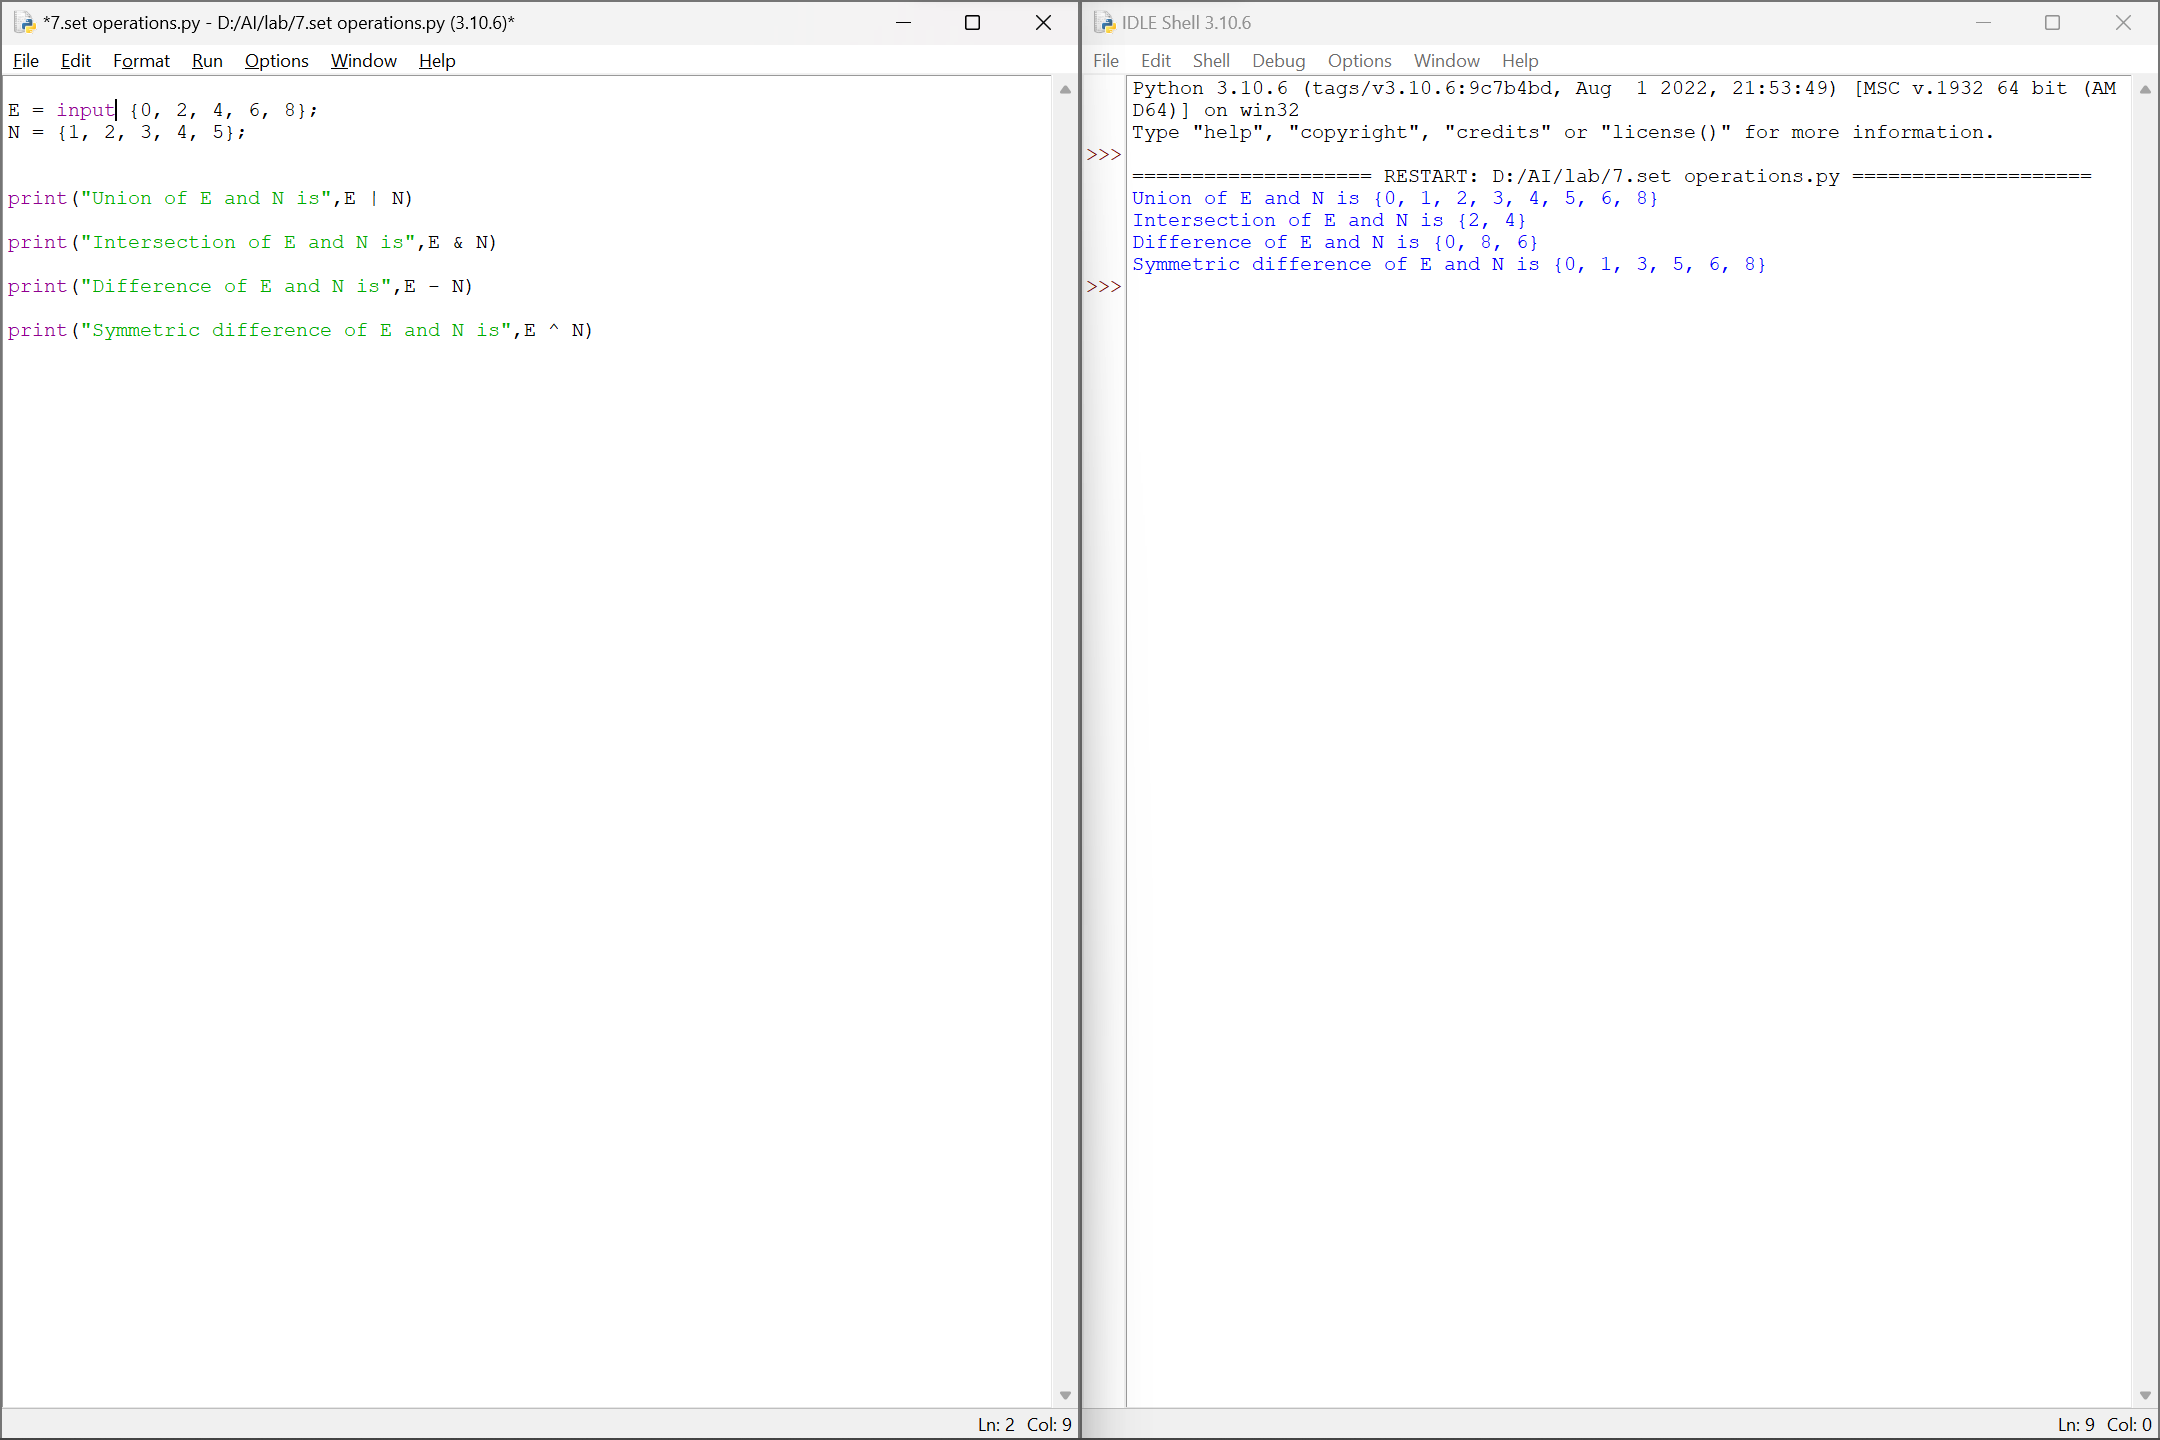 *7.set operations.py - D:/AI/lab/7.set operations.py (3.10.6)*
File Edit Format Run Options Window Help
E = input {0, 2, 4, 6, 8};
N = {1, 2, 3, 4, 5};
print("Union of E and N is",E | N)
print("Intersection of E and N is",E & N)
print("Difference of E and N is",E - N)
print("Symmetric difference of E and N is",E ^ N)
Ln: 2 Col: 9
IDLE Shell 3.10.6
File Edit Shell Debug Options Window Help
Python 3.10.6 (tags/v3.10.6:9c7b4bd, Aug  1 2022, 21:53:49) [MSC v.1932 64 bit (AM
D64)] on win32
Type "help", "copyright", "credits" or "license()" for more information.
>>>
==================== RESTART: D:/AI/lab/7.set operations.py ====================
Union of E and N is {0, 1, 2, 3, 4, 5, 6, 8}
Intersection of E and N is {2, 4}
Difference of E and N is {0, 8, 6}
Symmetric difference of E and N is {0, 1, 3, 5, 6, 8}
>>>
Ln: 9 Col: 0